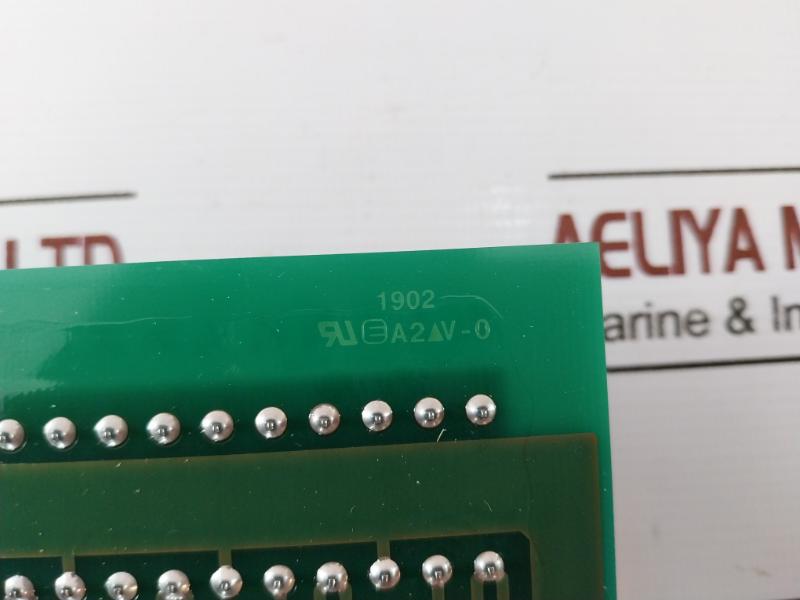 LTD
AELIYA M
arine & In
1902
A2▲V-0